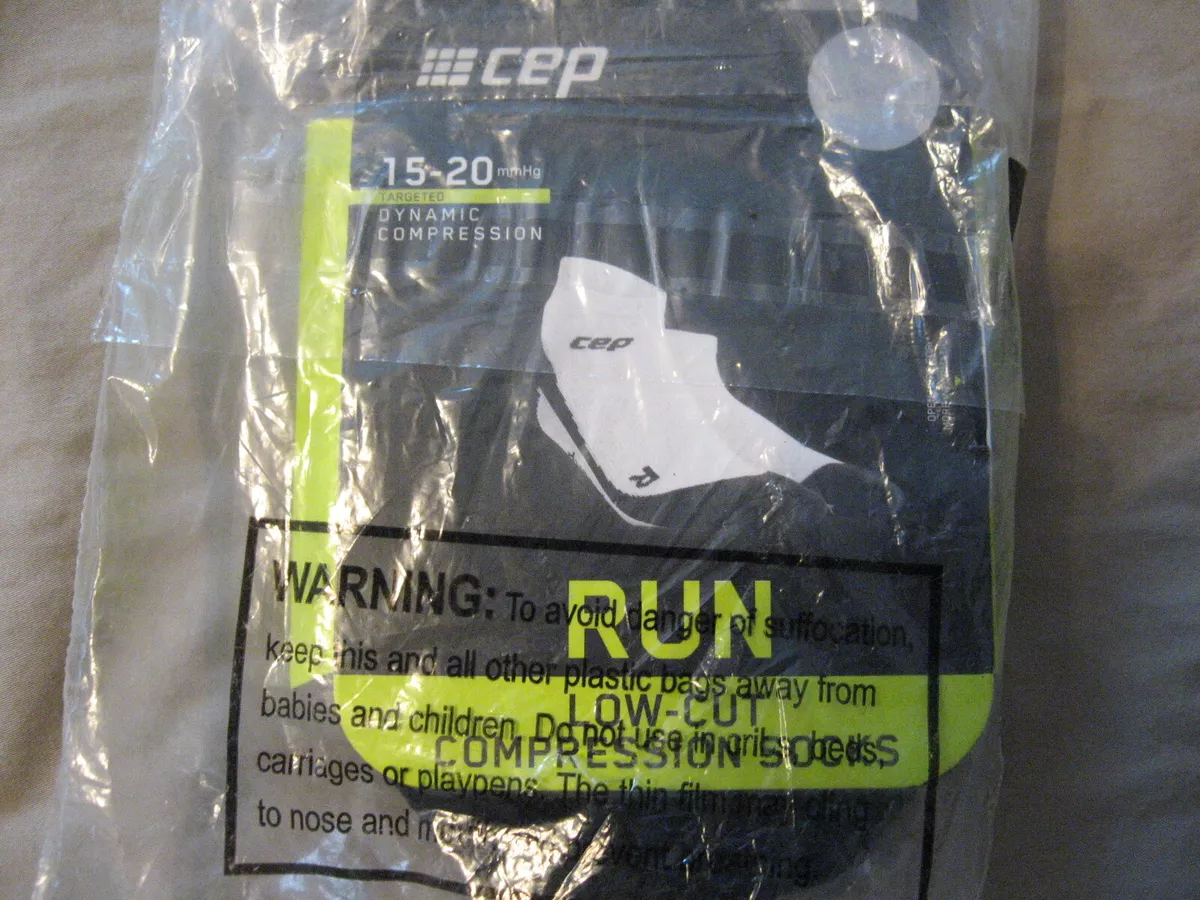 cep
15-20 mmHg
TARGETED
DYNAMIC
COMPRESSION
cep
RUN
LOW-CUT
COMPRESSION SOCKS
WARNING: To avoid danger of suffocation,
keep this and all other plastic bags away from
babies and children. Do not use in cribs, beds,
carriages or playpens. The thin film may cling
to nose and